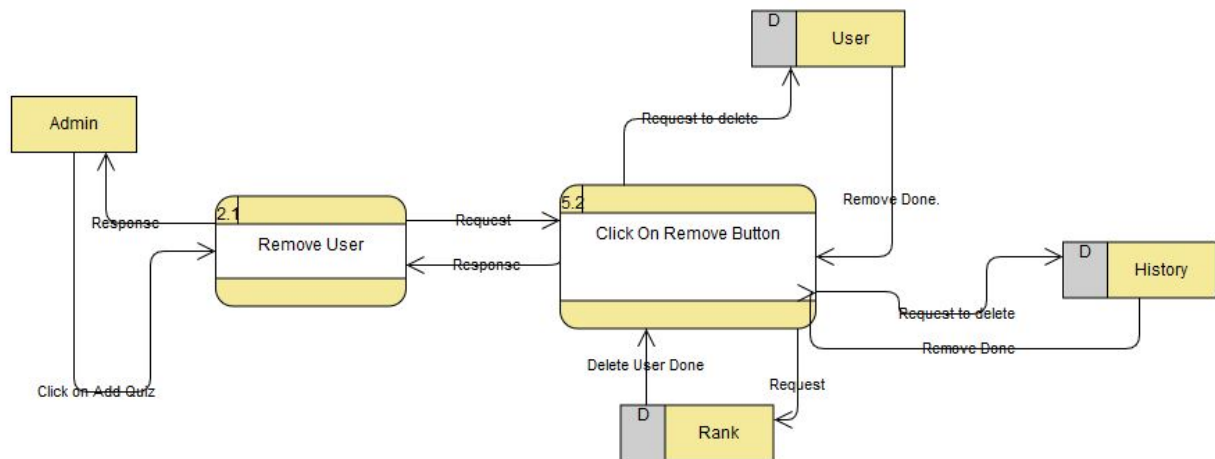 D
User
Admin
Request to delete
2.1
5.2
Response
Request
Remove Done.
Remove User
Click On Remove Button
Response
D
History
Request to delete
Remove Done
Delete User Done
Click on Add Quiz
Request
D
Rank